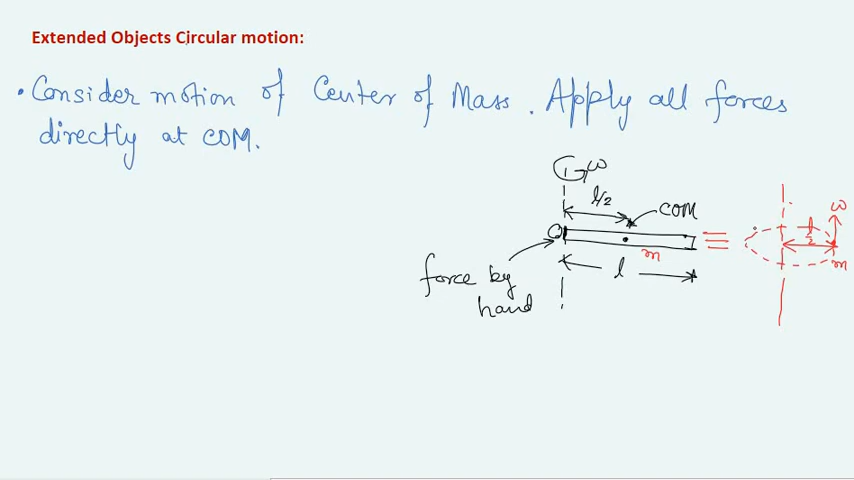 Extended Objects Circular motion:
• Consider motion of Center of Mass. Apply all forces
directly at COM.
ω
l/2
COM
O
m
l
force by
hand
≡
ω
l/2
m